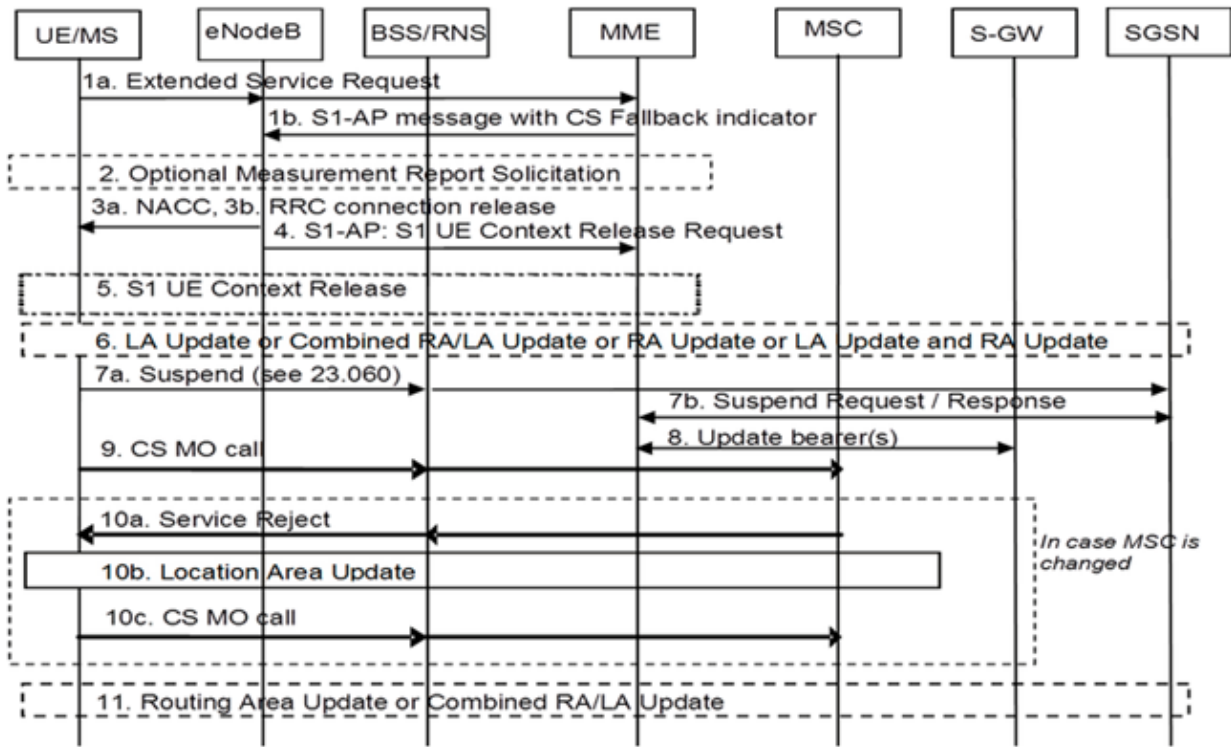 UE/MS
eNodeB
BSS/RNS
MME
MSC
S-GW
SGSN
1a. Extended Service Request
1b. S1-AP message with CS Fallback indicator
2. Optional Measurement Report Solicitation
3a. NACC, 3b. RRC connection release
4. S1-AP: S1 UE Context Release Request
5. S1 UE Context Release
6. LA Update or Combined RA/LA Update or RA Update or LA Update and RA Update
7a. Suspend (see 23.060)
7b. Suspend Request / Response
8. Update bearer(s)
9. CS MO call
10a. Service Reject
In case MSC is
changed
10b. Location Area Update
10c. CS MO call
11. Routing Area Update or Combined RA/LA Update